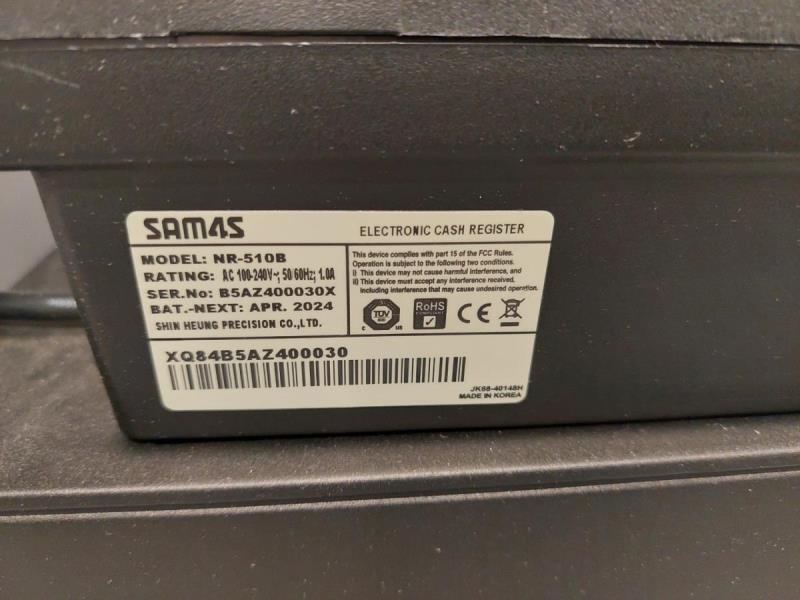 SAM4S
ELECTRONIC CASH REGISTER
MODEL: NR-510B
RATING: AC 100-240V~; 50/60Hz; 1.0A
SER.No: B5AZ400030X
BAT.-NEXT: APR. 2024
SHIN HEUNG PRECISION CO.,LTD.
This device complies with part 15 of the FCC Rules.
Operation is subject to the following two conditions.
i) This device may not cause harmful interference, and
ii) This device must accept any interference received,
including interference that may cause undesired operation.
TÜV
C US
RoHS
COMPLIANT
CE
XQ84B5AZ400030
JK68-40148H
MADE IN KOREA